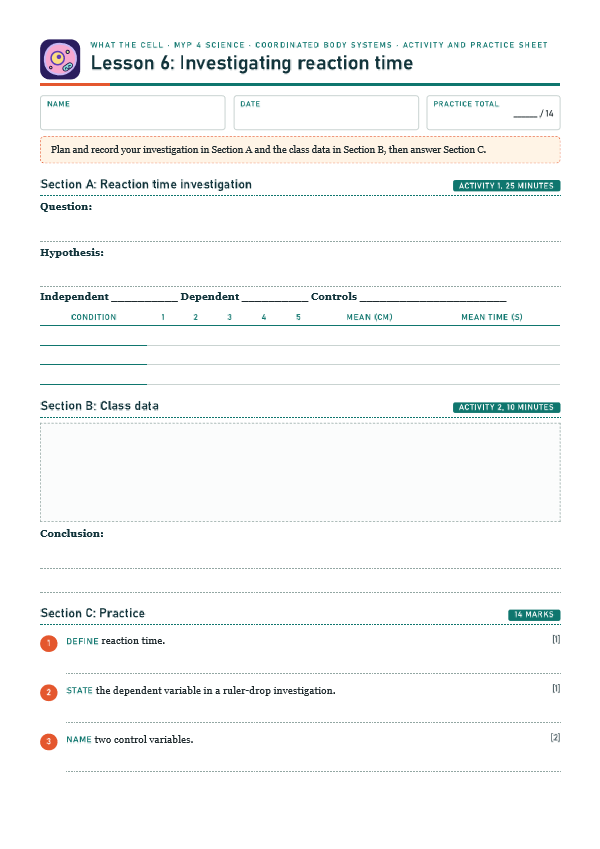 WHAT THE CELL · MYP 4 SCIENCE · COORDINATED BODY SYSTEMS · ACTIVITY AND PRACTICE SHEET
Lesson 6: Investigating reaction time
NAME DATE PRACTICE TOTAL
_____ / 14
Plan and record your investigation in Section A and the class data in Section B, then answer Section C.
Section A: Reaction time investigation ACTIVITY 1, 25 MINUTES
Question:
Hypothesis:
Independent __________ Dependent __________ Controls ______________________
CONDITION 1 2 3 4 5 MEAN (CM) MEAN TIME (S)
Section B: Class data ACTIVITY 2, 10 MINUTES
Conclusion:
Section C: Practice 14 MARKS
1 DEFINE reaction time. [1]
2 STATE the dependent variable in a ruler-drop investigation. [1]
3 NAME two control variables. [2]